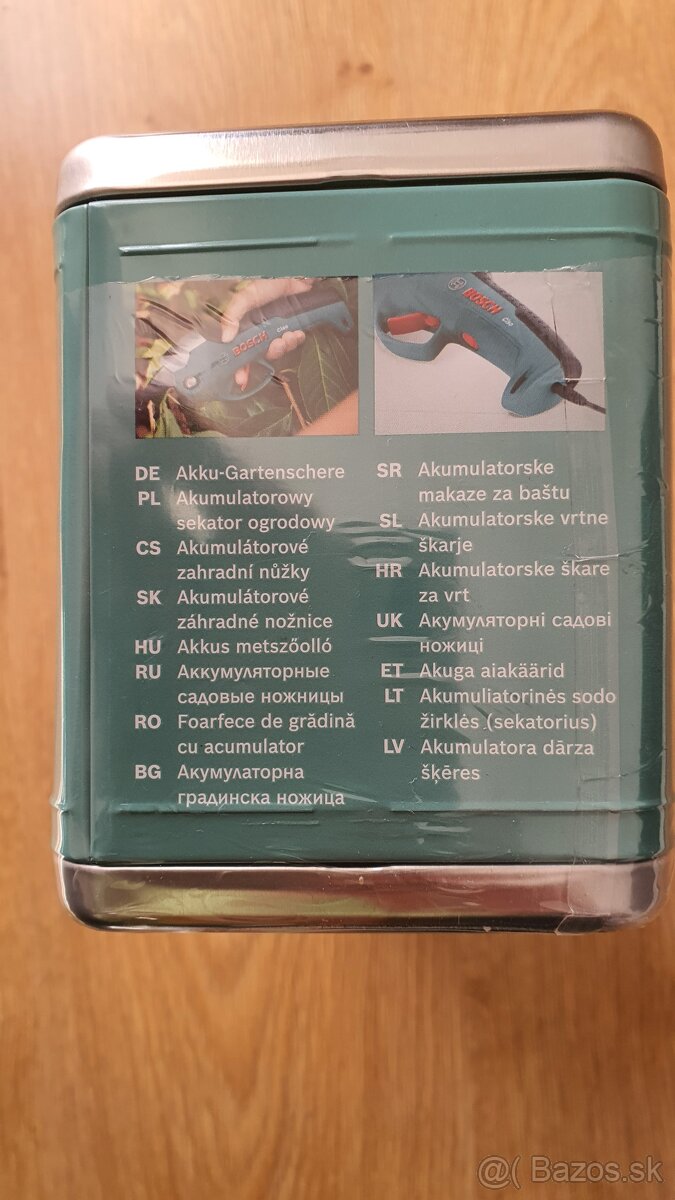 BOSCH Ciso
BOSCH Ciso
DE Akku-Gartenschere
PL Akumulatorowy
sekator ogrodowy
CS Akumulátorové
zahradní nůžky
SK Akumulátorové
záhradné nožnice
HU Akkus metszőolló
RU Аккумуляторные
садовые ножницы
RO Foarfece de grădină
cu acumulator
BG Акумулаторна
градинска ножица
SR Akumulatorske
makaze za baštu
SL Akumulatorske vrtne
škarje
HR Akumulatorske škare
za vrt
UK Акумуляторні садові
ножиці
ET Akuga aiakäärid
LT Akumuliatorinės sodo
žirklės (sekatorius)
LV Akumulatora dārza
šķēres
@( Bazos.sk